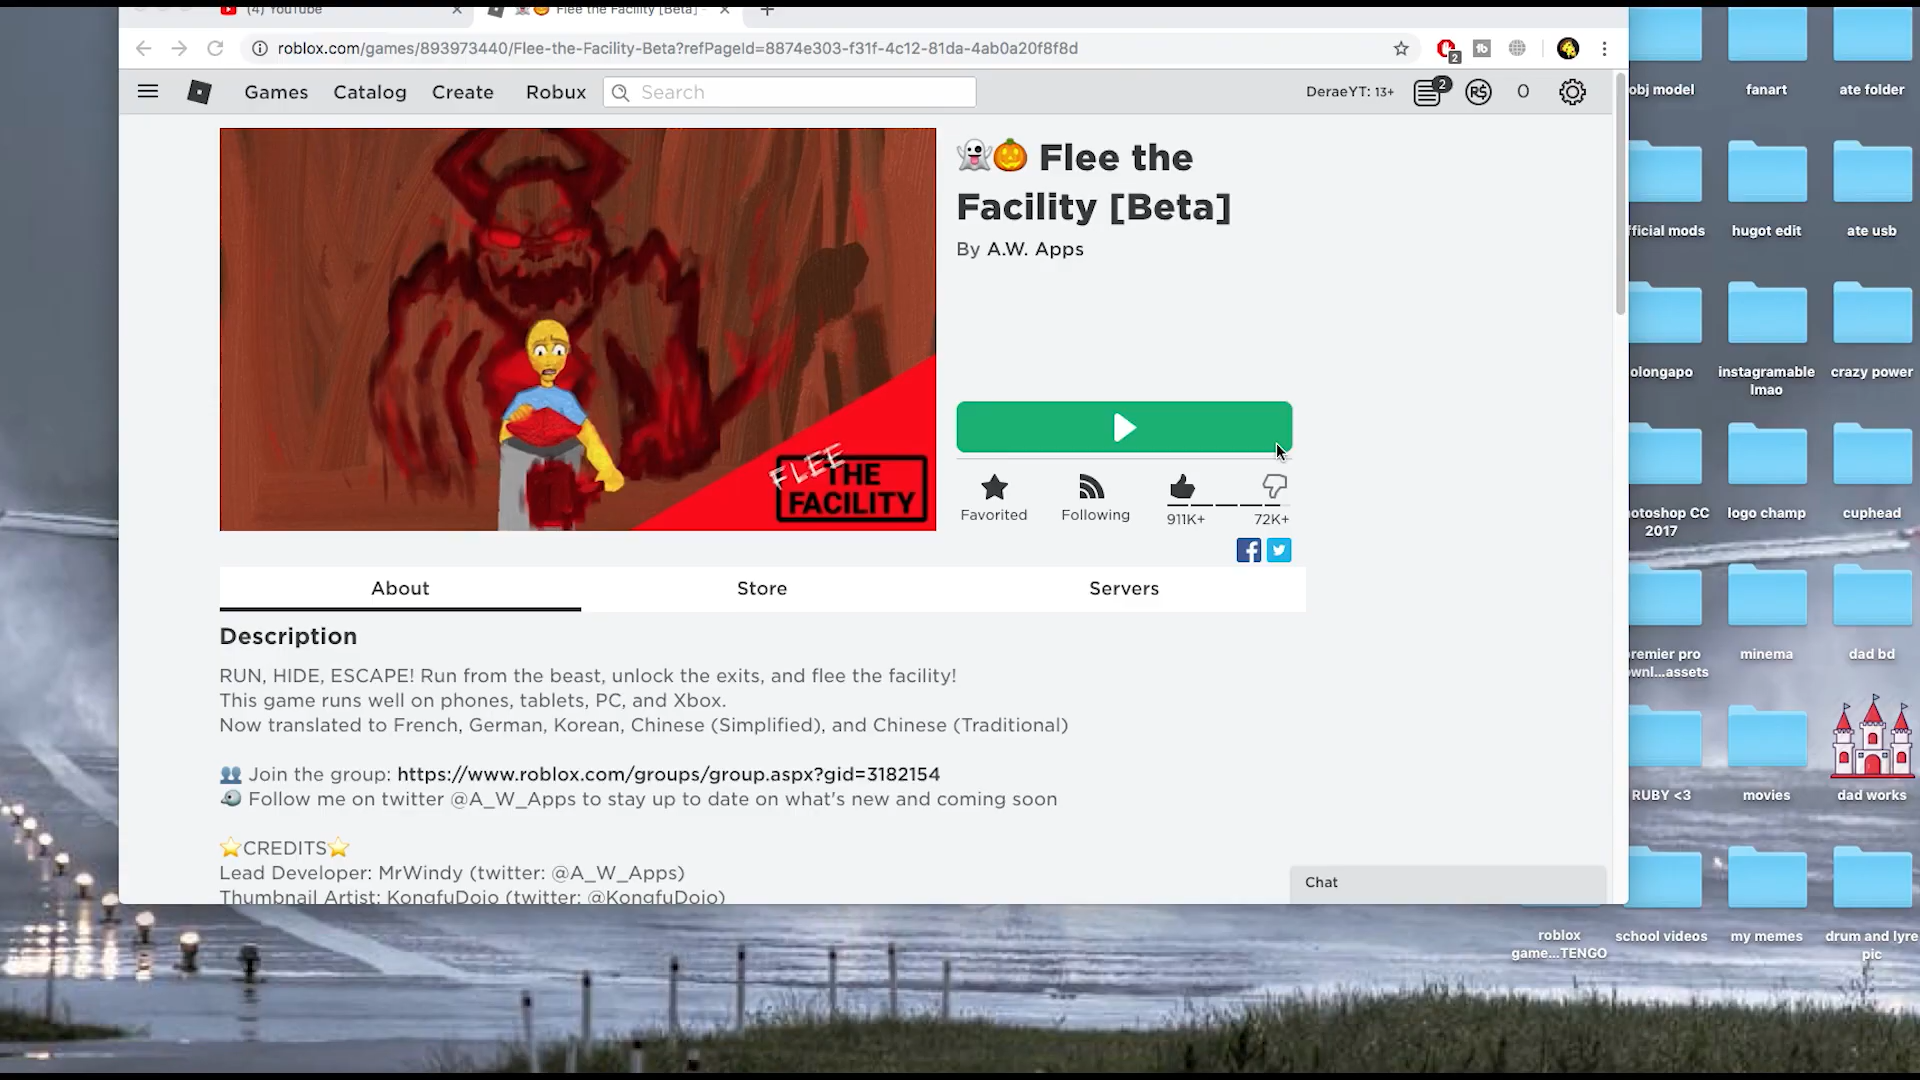 (4) YouTube
👻🎃 Flee the Facility [Beta] -
roblox.com/games/893973440/Flee-the-Facility-Beta?refPageId=8874e303-f31f-4c12-81da-4ab0a20f8f8d
2
Games Catalog Create Robux Search DeraeYT: 13+ 2 R$ 0
👻🎃 Flee the
Facility [Beta]
By A.W. Apps
FLEE
THE
FACILITY
Favorited Following 911K+ 72K+
About Store Servers
Description
RUN, HIDE, ESCAPE! Run from the beast, unlock the exits, and flee the facility!
This game runs well on phones, tablets, PC, and Xbox.
Now translated to French, German, Korean, Chinese (Simplified), and Chinese (Traditional)
👥 Join the group: https://www.roblox.com/groups/group.aspx?gid=3182154
Follow me on twitter @A_W_Apps to stay up to date on what's new and coming soon
⭐CREDITS⭐
Lead Developer: MrWindy (twitter: @A_W_Apps)
Thumbnail Artist: KongfuDojo (twitter: @KongfuDojo)
Chat
obj model fanart ate folder
fficial mods hugot edit ate usb
olongapo instagramable crazy power
lmao
otoshop CC logo champ cuphead
2017
remier pro minema dad bd
ownl...assets
RUBY <3 movies dad works
roblox school videos my memes drum and lyre
game...TENGO pic